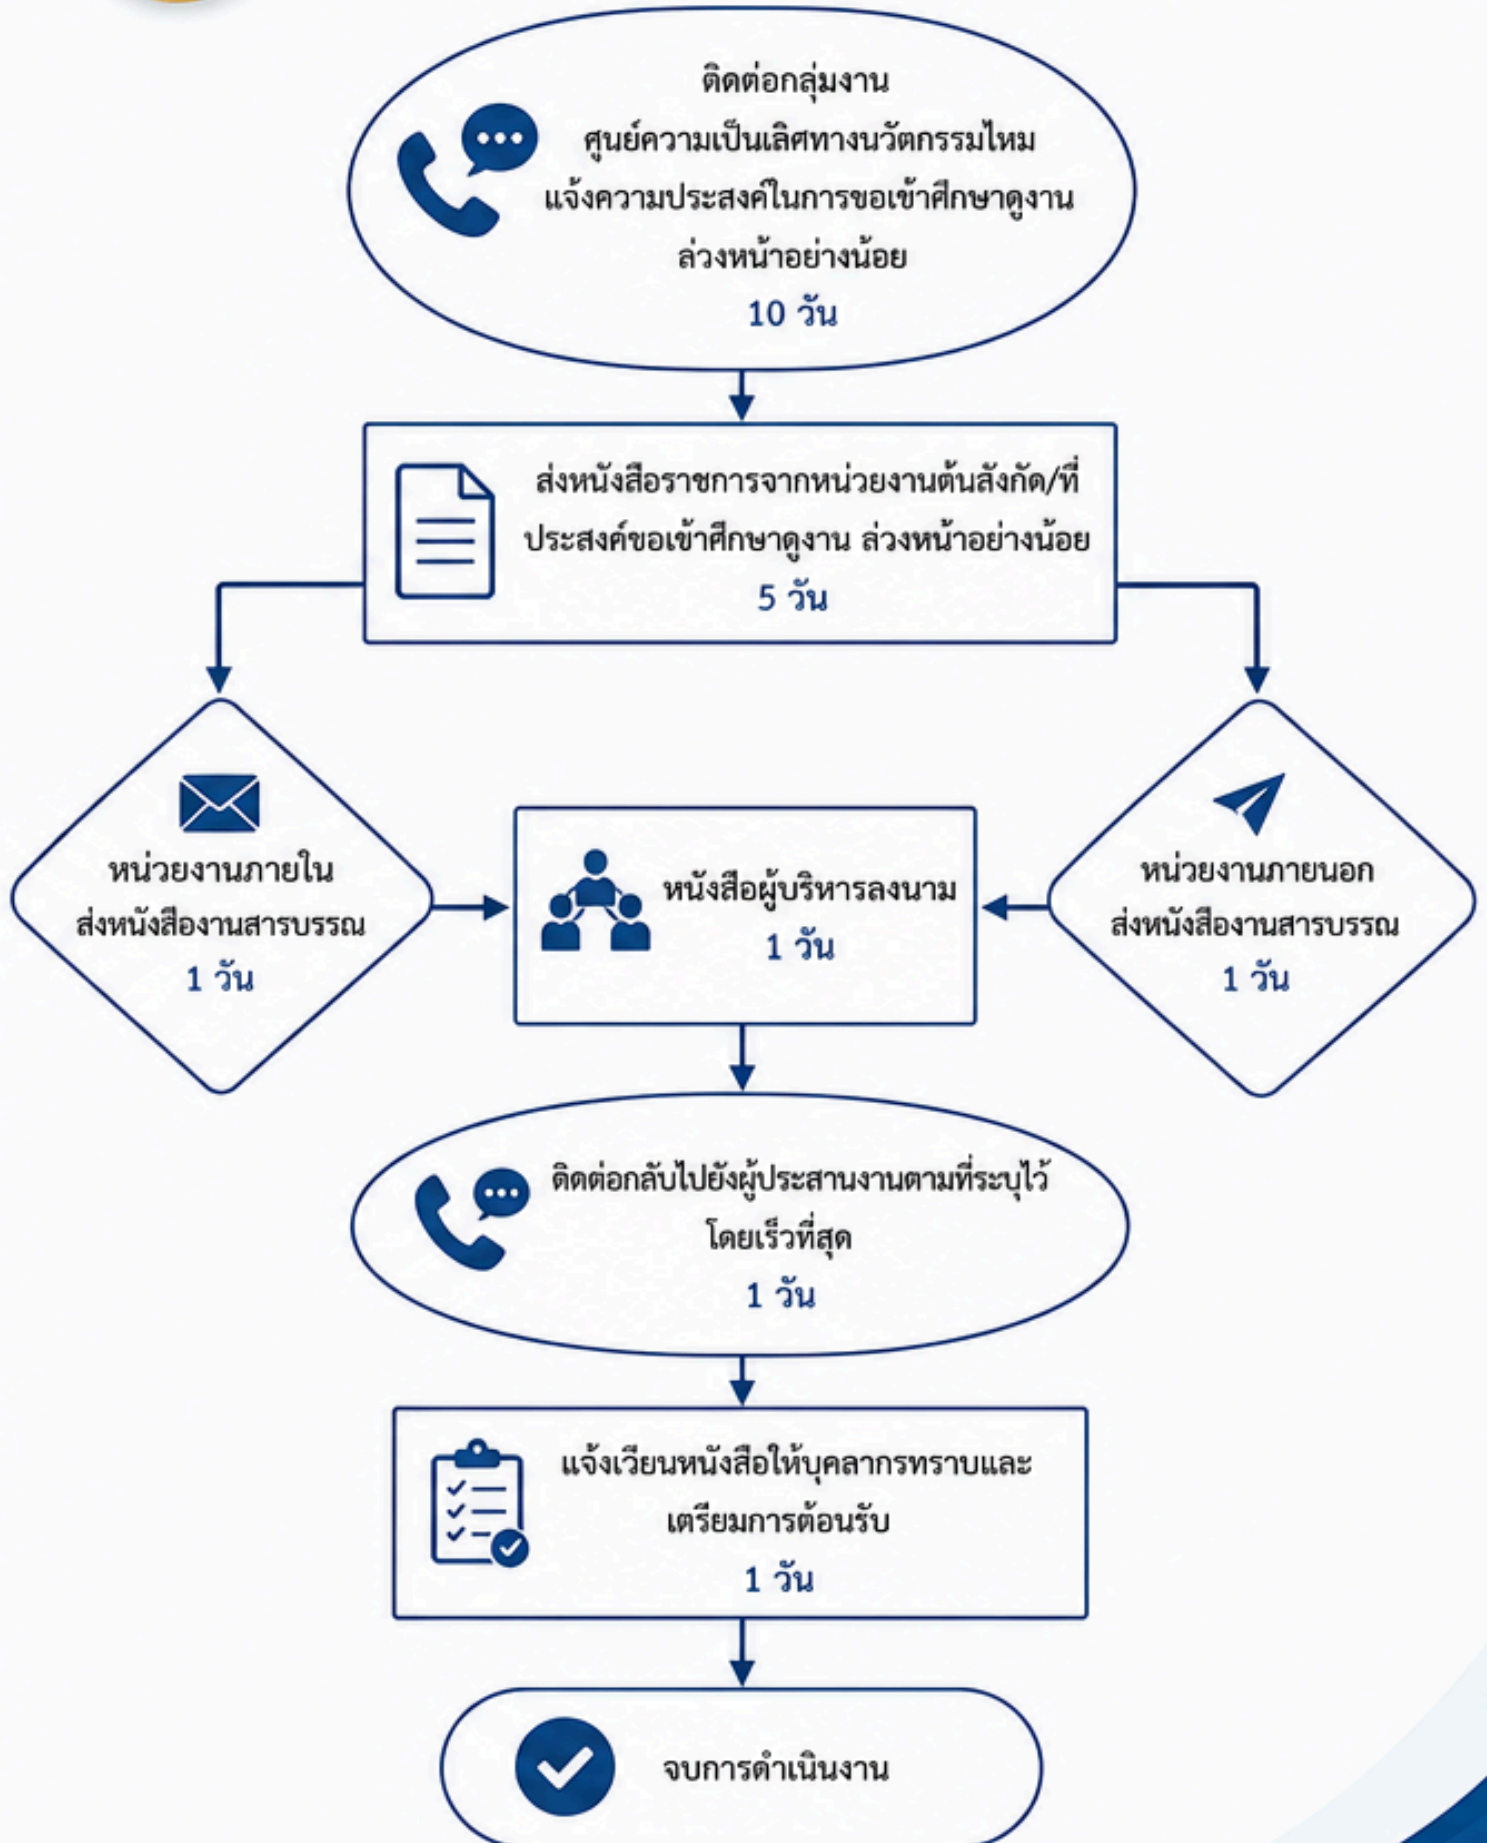 ติดต่อกลุ่มงาน
ศูนย์ความเป็นเลิศทางนวัตกรรมไหม
แจ้งความประสงค์ในการขอเข้าศึกษาดูงาน
ล่วงหน้าอย่างน้อย
10 วัน
ส่งหนังสือราชการจากหน่วยงานต้นสังกัด/ที่
ประสงค์ขอเข้าศึกษาดูงาน ล่วงหน้าอย่างน้อย
5 วัน
หน่วยงานภายใน
ส่งหนังสืองานสารบรรณ
1 วัน
หนังสือผู้บริหารลงนาม
1 วัน
หน่วยงานภายนอก
ส่งหนังสืองานสารบรรณ
1 วัน
ติดต่อกลับไปยังผู้ประสานงานตามที่ระบุไว้
โดยเร็วที่สุด
1 วัน
แจ้งเวียนหนังสือให้บุคลากรทราบและ
เตรียมการต้อนรับ
1 วัน
จบการดำเนินงาน